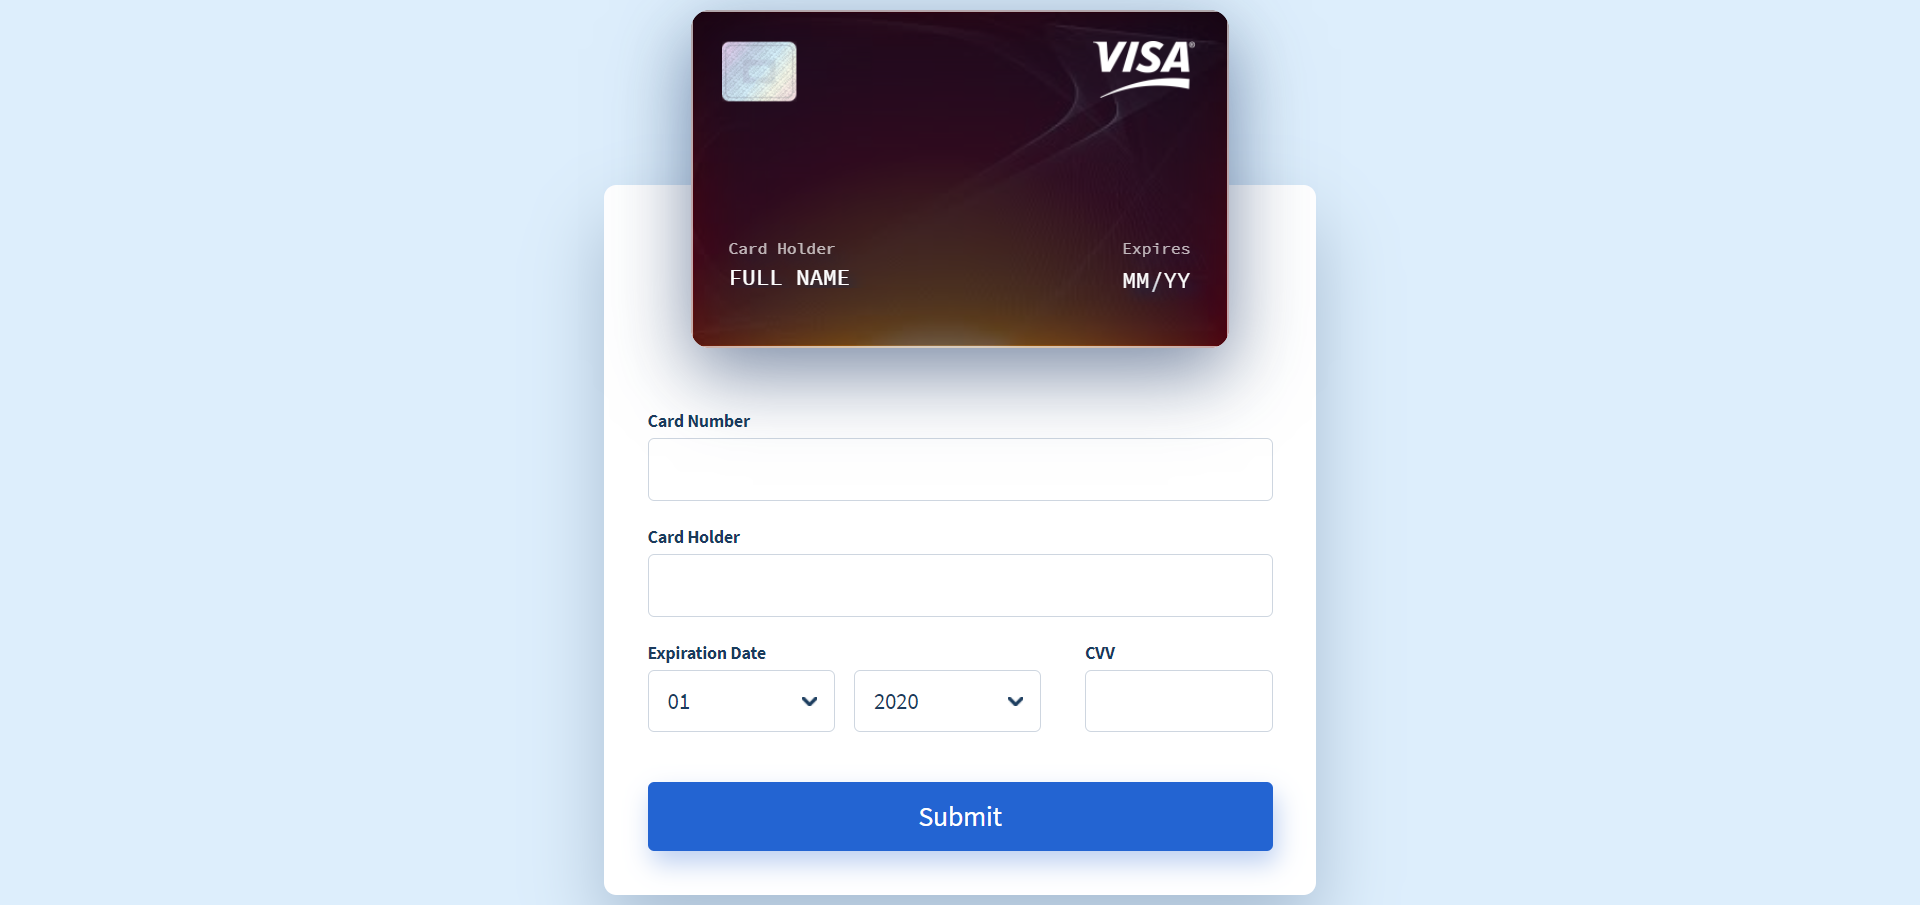 VISA®
Card Holder
Expires
FULL NAME
MM/YY
Card Number
Card Holder
Expiration Date
CVV
01
2020
Submit